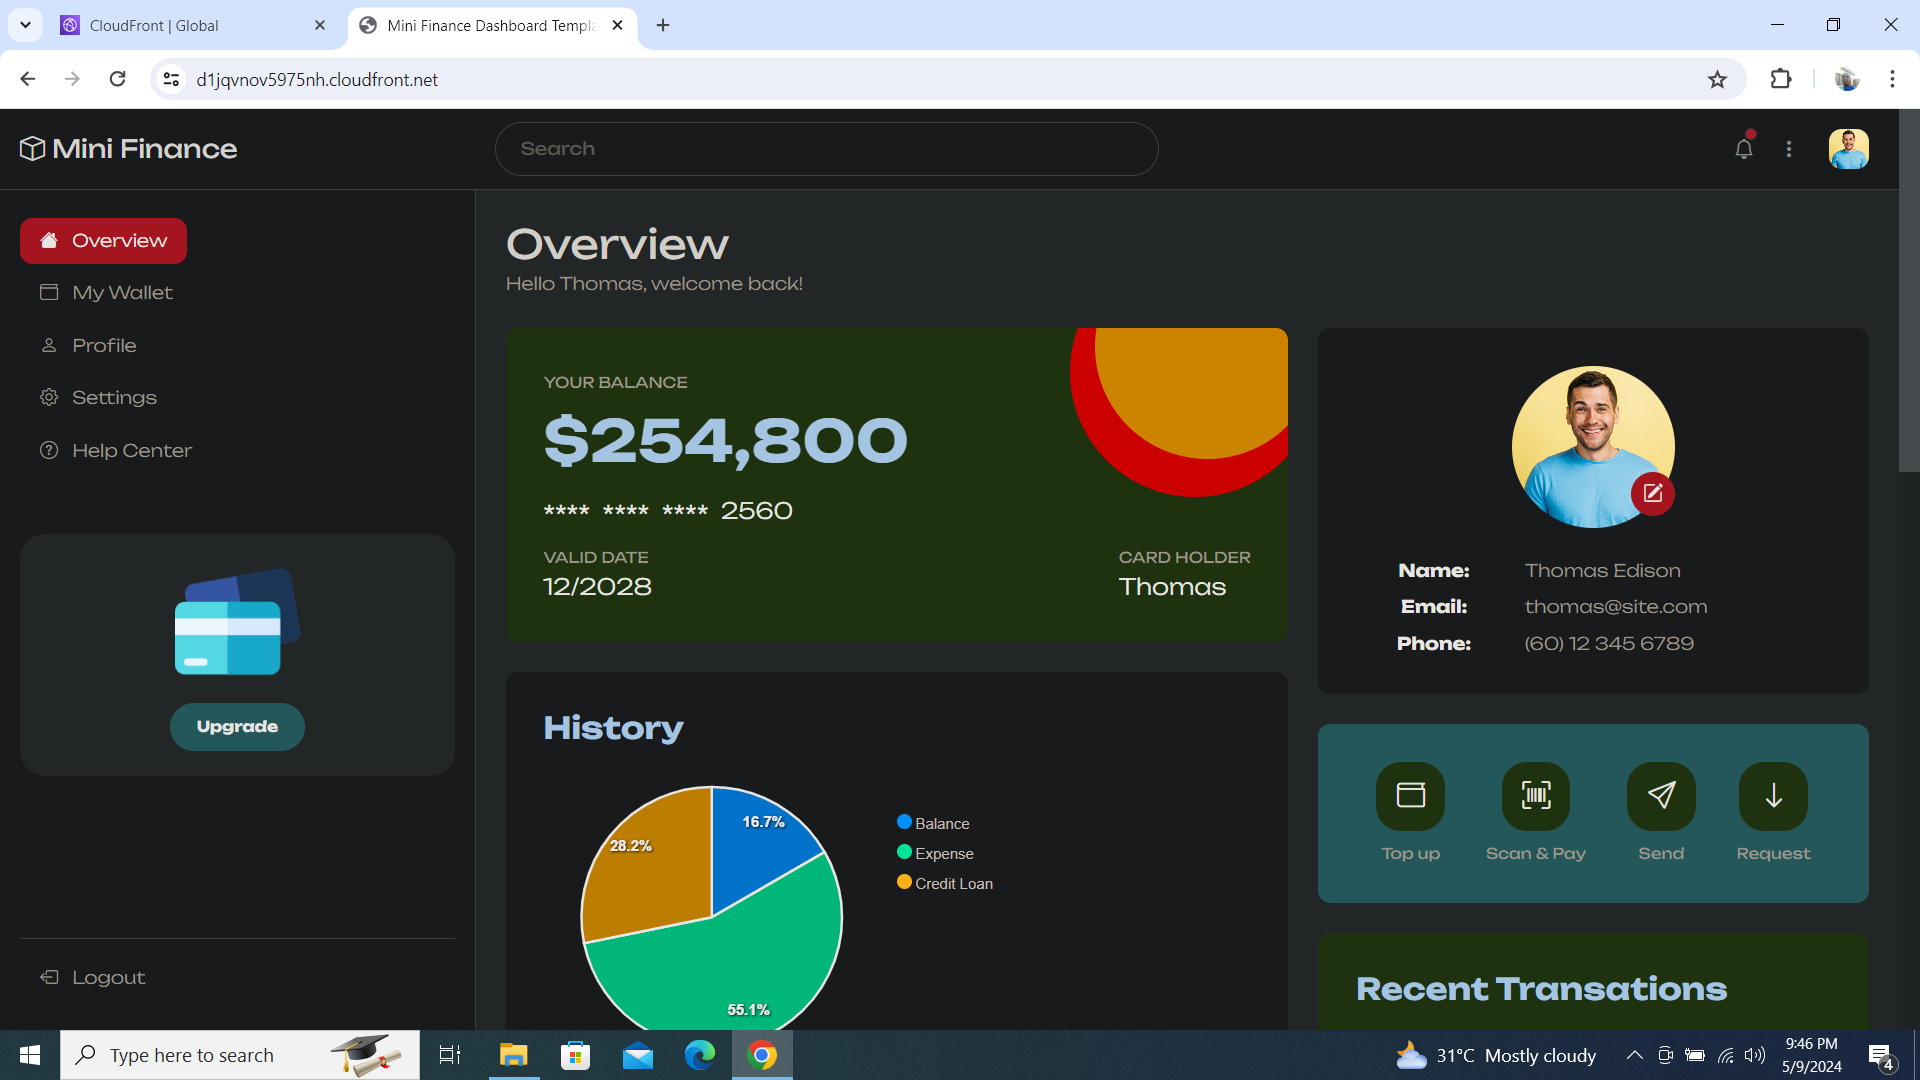 CloudFront | Global
Mini Finance Dashboard Templa
d1jqvnov5975nh.cloudfront.net
Mini Finance
Search
Overview
My Wallet
Profile
Settings
Help Center
Upgrade
Logout
Overview
Hello Thomas, welcome back!
YOUR BALANCE
$254,800
**** **** **** 2560
VALID DATE
12/2028
CARD HOLDER
Thomas
History
16.7%
28.2%
55.1%
Balance
Expense
Credit Loan
Name: Thomas Edison
Email: thomas@site.com
Phone: (60) 12 345 6789
Top up
Scan & Pay
Send
Request
Recent Transations
Type here to search
31°C Mostly cloudy
9:46 PM
5/9/2024
4